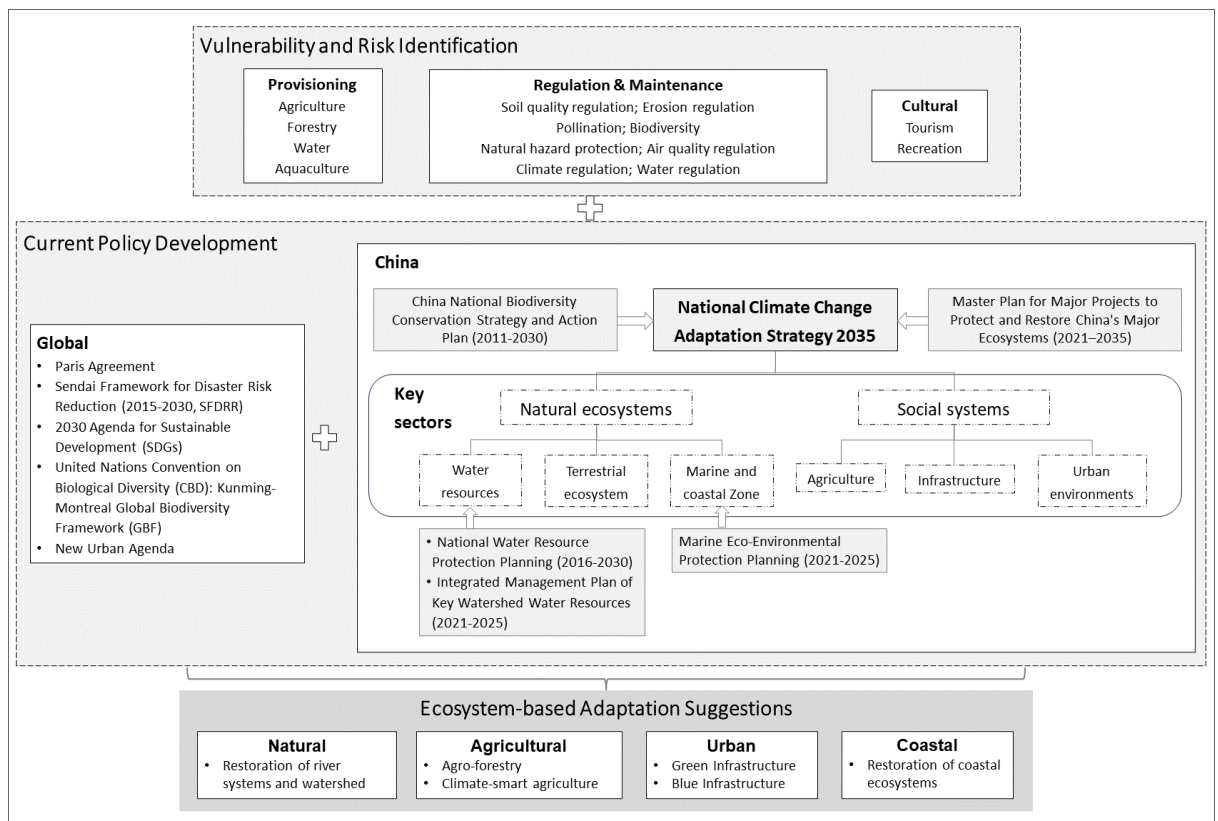 Vulnerability and Risk Identification
Provisioning
Agriculture
Forestry
Water
Aquaculture
Regulation & Maintenance
Soil quality regulation; Erosion regulation
Pollination; Biodiversity
Natural hazard protection; Air quality regulation
Climate regulation; Water regulation
Cultural
Tourism
Recreation
Current Policy Development
Global
• Paris Agreement
• Sendai Framework for Disaster Risk
Reduction (2015-2030, SFDRR)
• 2030 Agenda for Sustainable
Development (SDGs)
• United Nations Convention on
Biological Diversity (CBD): Kunming-
Montreal Global Biodiversity
Framework (GBF)
• New Urban Agenda
China
China National Biodiversity
Conservation Strategy and Action
Plan (2011-2030)
National Climate Change
Adaptation Strategy 2035
Master Plan for Major Projects to
Protect and Restore China's Major
Ecosystems (2021–2035)
Key
sectors
Natural ecosystems
Social systems
Water
resources
Terrestrial
ecosystem
Marine and
coastal Zone
Agriculture
Infrastructure
Urban
environments
• National Water Resource
Protection Planning (2016-2030)
• Integrated Management Plan of
Key Watershed Water Resources
(2021-2025)
Marine Eco-Environmental
Protection Planning (2021-2025)
Ecosystem-based Adaptation Suggestions
Natural
• Restoration of river
systems and watershed
Agricultural
• Agro-forestry
• Climate-smart agriculture
Urban
• Green Infrastructure
• Blue Infrastructure
Coastal
• Restoration of coastal
ecosystems